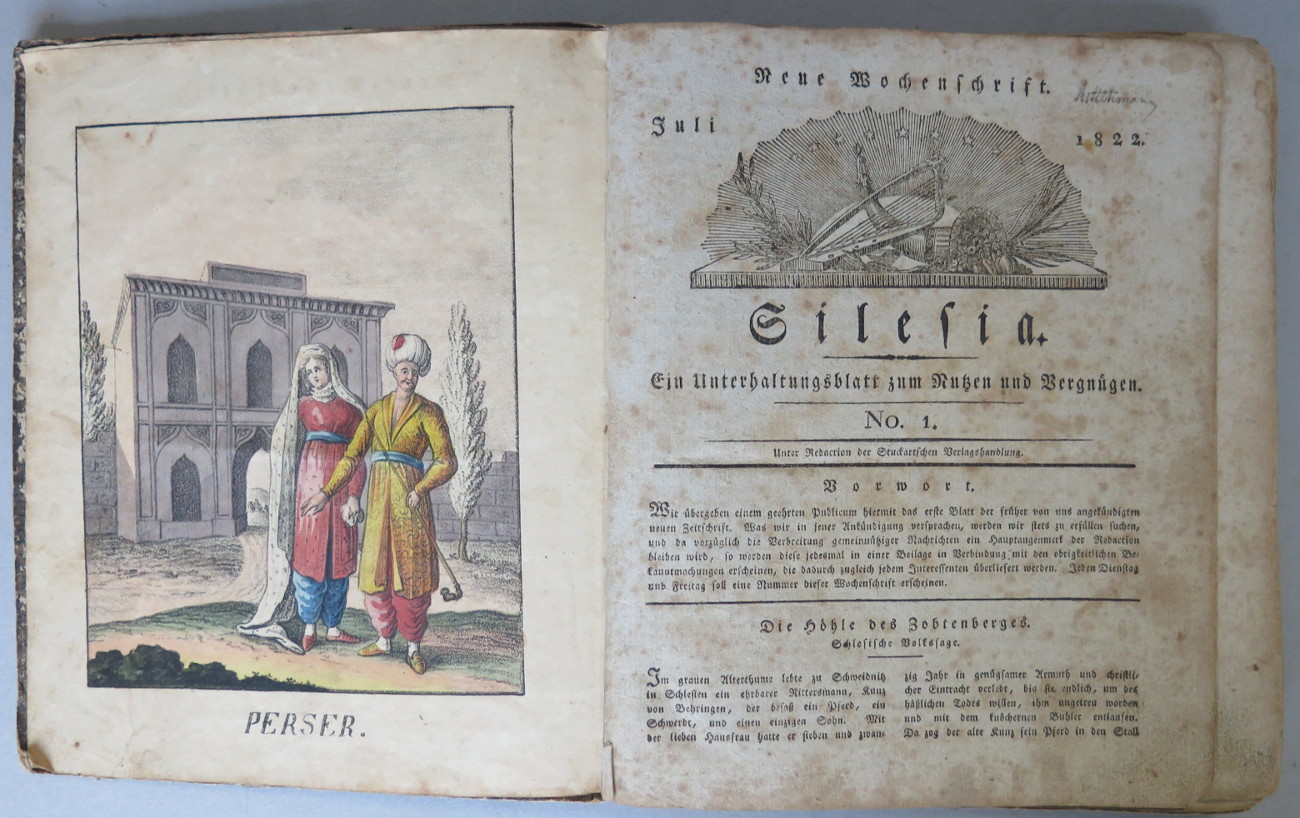 PERSER.
Neue Wochenschrift.
Juli
1822.
Silesia.
Ein Unterhaltungsblatt zum Nutzen und Vergnügen.
No. 1.
Unter Redaction der Stuckartschen Verlagshandlung.
Vorwort.
Wir übergeben einem geehrten Publicum hiermit das erste Blatt der früher von uns angekündigten
neuen Zeitschrift. Was wir in jener Ankündigung versprachen, werden wir stets zu erfüllen suchen,
und da vorzüglich die Verbreitung gemeinnütziger Nachrichten ein Hauptaugenmerk der Redaction
bleiben wird, so werden diese jedesmal in einer Beilage in Verbindung mit den obrigkeitlichen Be-
kanntmachungen erscheinen, die dadurch zugleich jedem Interessenten überliefert werden. Jeden Dienstag
und Freitag soll eine Nummer dieser Wochenschrift erscheinen.
Die Höhle des Zobtenberges.
Schlesische Volkssage.
Im grauen Alterthume lebte zu Schweidnitz
in Schlesien ein ehrbarer Rittersmann, Kunz
von Behringen, der besaß ein Pferd, ein
Schwerdt, und einen einzigen Sohn. Mit
der lieben Hausfrau hatte er sieben und zwan-
zig Jahr in genügsamer Armuth und christli-
cher Eintracht verlebt, bis sie endlich, um des
häßlichen Todes willen, ihm ungetreu worden
und mit dem knöchernen Buhler entlaufen.
Da zog der alte Kunz sein Pferd in den Stall